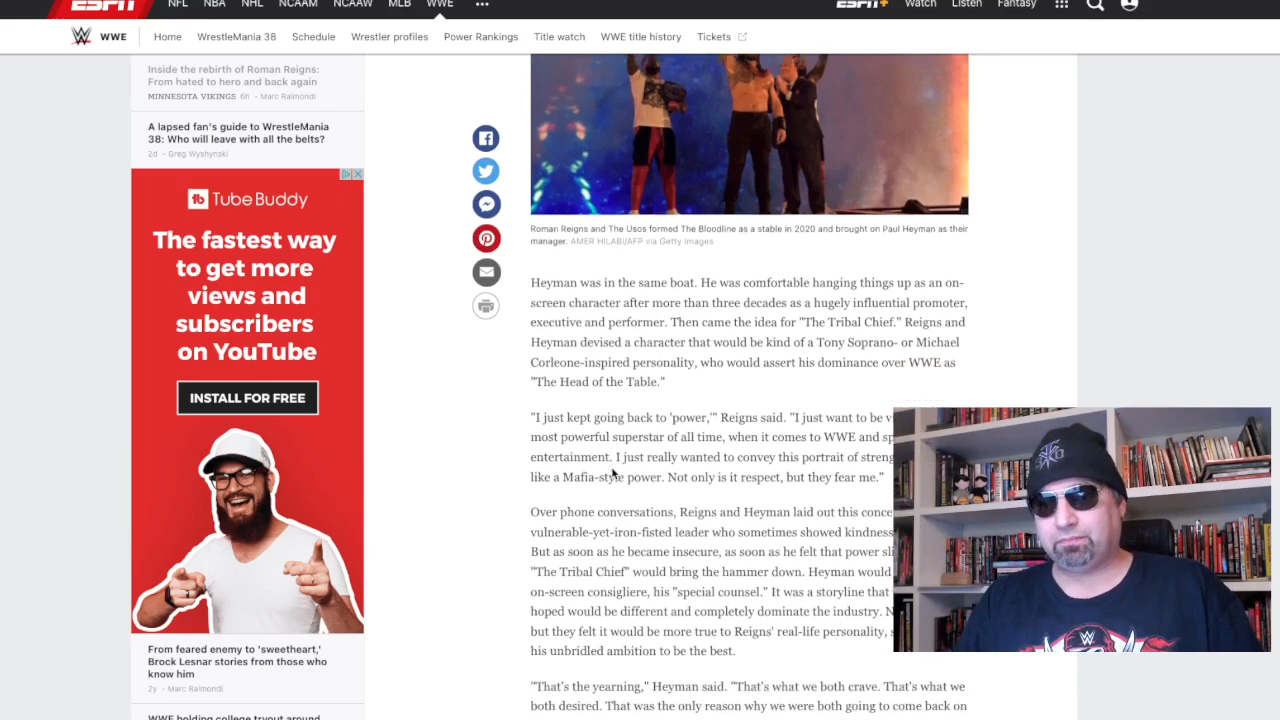 ESPN NFL NBA NHL NCAAM NCAAW MLB WWE ESPN+ Watch Listen Fantasy
WWE Home WrestleMania 38 Schedule Wrestler profiles Power Rankings Title watch WWE title history Tickets
Inside the rebirth of Roman Reigns:
From hated to hero and back again
MINNESOTA VIKINGS 6h - Marc Raimondi
A lapsed fan's guide to WrestleMania
38: Who will leave with all the belts?
2d - Greg Wyshynski
TubeBuddy
The fastest way
to get more
views and
subscribers
on YouTube
INSTALL FOR FREE
From feared enemy to 'sweetheart,'
Brock Lesnar stories from those who
know him
2y - Marc Raimondi
WWE holding college tryout around
Roman Reigns and The Usos formed The Bloodline as a stable in 2020 and brought on Paul Heyman as their
manager. AMER HILABI/AFP via Getty Images
Heyman was in the same boat. He was comfortable hanging things up as an on-
screen character after more than three decades as a hugely influential promoter,
executive and performer. Then came the idea for "The Tribal Chief." Reigns and
Heyman devised a character that would be kind of a Tony Soprano- or Michael
Corleone-inspired personality, who would assert his dominance over WWE as
"The Head of the Table."
"I just kept going back to 'power,'" Reigns said. "I just want to be
most powerful superstar of all time, when it comes to WWE and
entertainment. I just really wanted to convey this portrait of
like a Mafia-style power. Not only is it respect, but they fear me."
Over phone conversations, Reigns and Heyman laid out this
vulnerable-yet-iron-fisted leader who sometimes showed kindness
But as soon as he became insecure, as soon as he felt that power
"The Tribal Chief" would bring the hammer down. Heyman would
on-screen consigliere, his "special counsel." It was a storyline that
hoped would be different and completely dominate the industry.
but they felt it would be more true to Reigns' real-life personality,
his unbridled ambition to be the best.
"That's the yearning," Heyman said. "That's what we both crave. That's what we
both desired. That was the only reason why we were both going to come back on